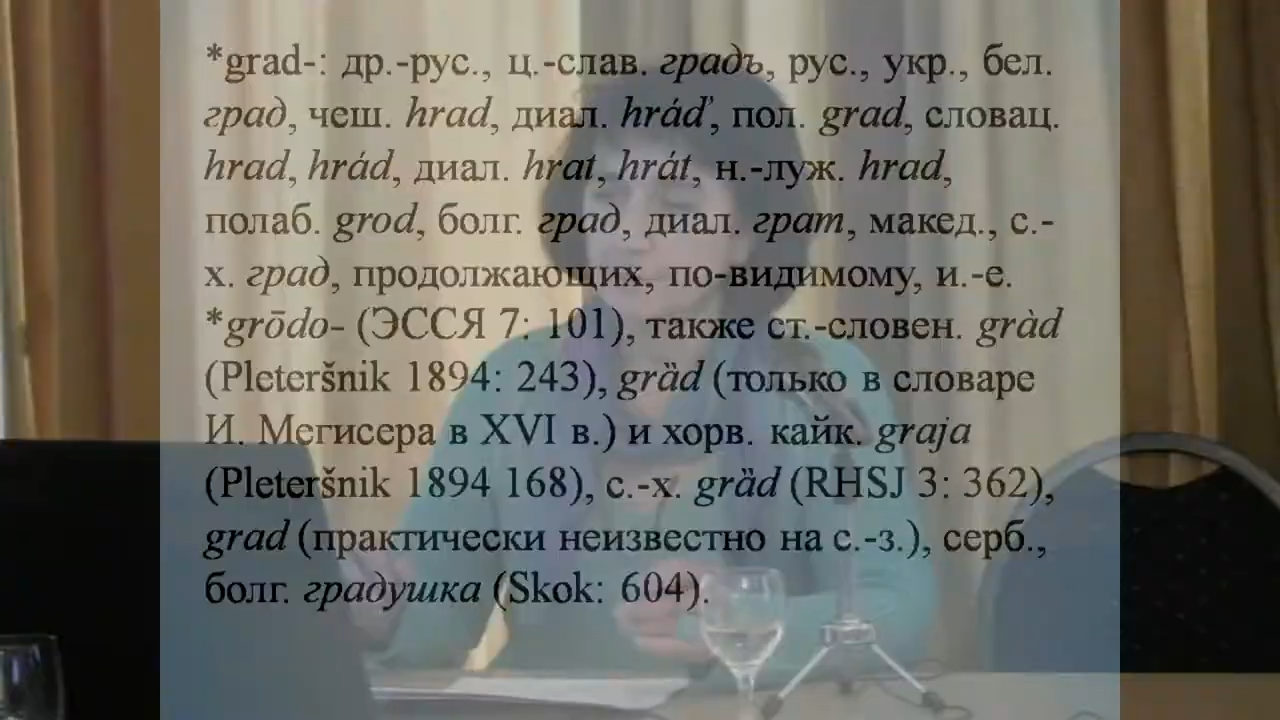 *grad-: др.-рус., ц.-слав. градъ, рус., укр., бел.
град, чеш. hrad, диал. hráď, пол. grad, словац.
hrad, hrád, диал. hrat, hrát, н.-луж. hrad,
полаб. grod, болг. град, диал. грат, макед., с.-
х. град, продолжающих, по-видимому, и.-е.
*grōdo- (ЭССЯ 7: 101), также ст.-словен. gràd
(Pleteršnik 1894: 243), grȁd (только в словаре
И. Мегисера в XVI в.) и хорв. кайк. graja
(Pleteršnik 1894 168), с.-х. grȁd (RHSJ 3: 362),
grad (практически неизвестно на с.-з.), серб.,
болг. градушка (Skok: 604).